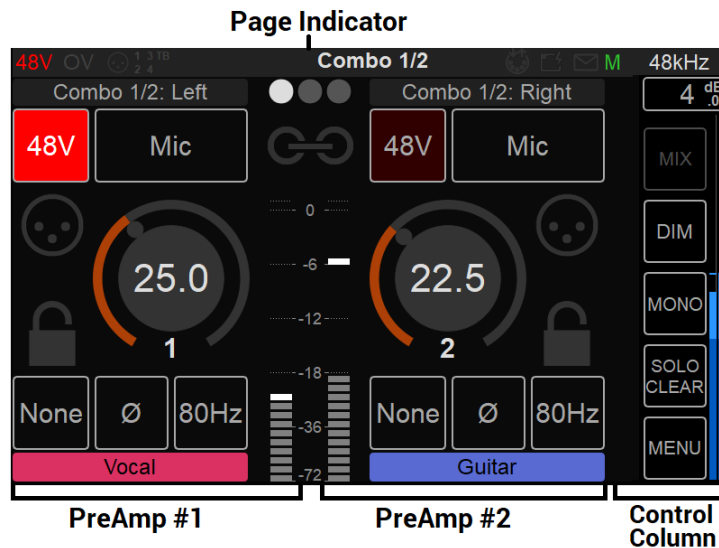 Page Indicator
48V OV 1 3 TB
2 4
Combo 1/2
M
48kHz
Combo 1/2: Left
Combo 1/2: Right
4 dB
.0
48V Mic
48V Mic
MIX
DIM
MONO
SOLO
CLEAR
MENU
25.0
1
22.5
2
0
-6
-12
-18
-36
-72
None Ø 80Hz
None Ø 80Hz
Vocal
Guitar
PreAmp #1
PreAmp #2
Control
Column